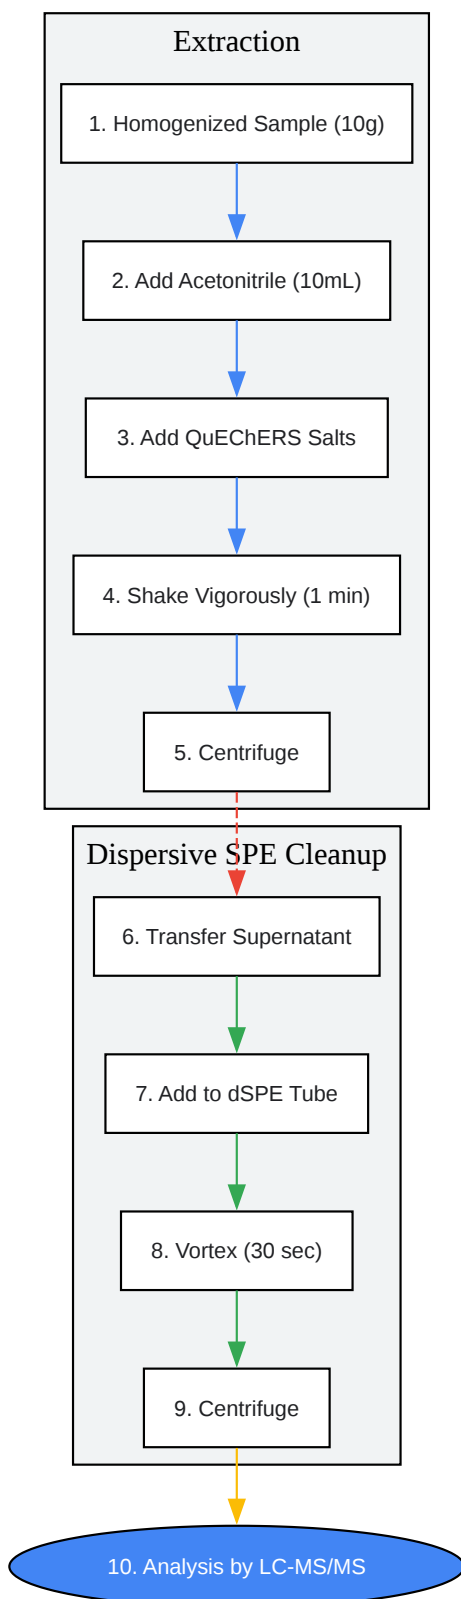 Extraction
1. Homogenized Sample (10g)
2. Add Acetonitrile (10mL)
3. Add QuEChERS Salts
4. Shake Vigorously (1 min)
5. Centrifuge
Dispersive SPE Cleanup
6. Transfer Supernatant
7. Add to dSPE Tube
8. Vortex (30 sec)
9. Centrifuge
10. Analysis by LC-MS/MS